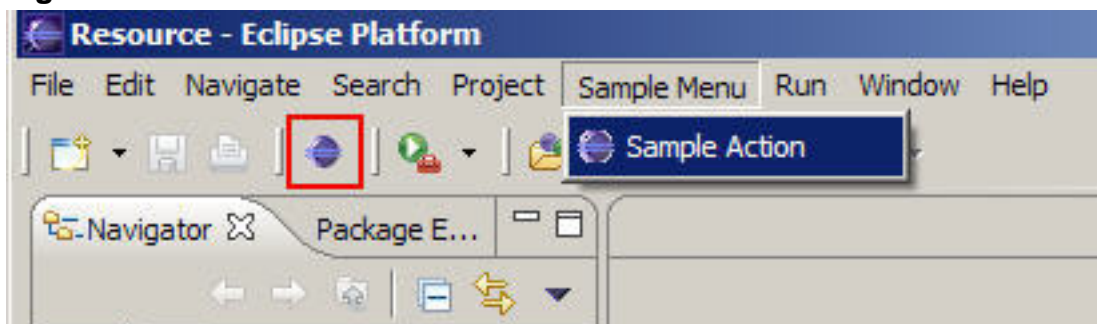 Resource - Eclipse Platform
File Edit Navigate Search Project Sample Menu Run Window Help
Sample Action
Navigator Package E...